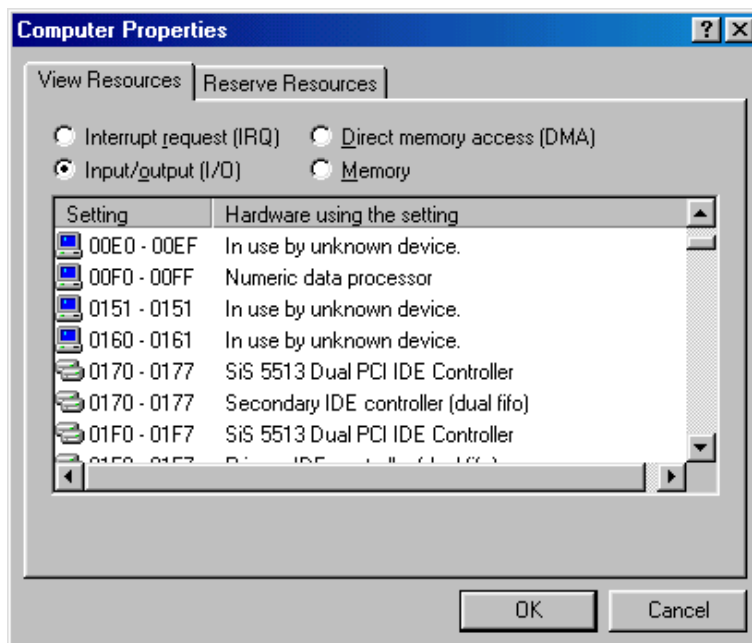 Computer Properties
View Resources
Reserve Resources
Interrupt request (IRQ)
Direct memory access (DMA)
Input/output (I/O)
Memory
Setting
Hardware using the setting
00E0 - 00EF In use by unknown device.
00F0 - 00FF Numeric data processor
0151 - 0151 In use by unknown device.
0160 - 0161 In use by unknown device.
0170 - 0177 SiS 5513 Dual PCI IDE Controller
0170 - 0177 Secondary IDE controller (dual fifo)
01F0 - 01F7 SiS 5513 Dual PCI IDE Controller
OK
Cancel